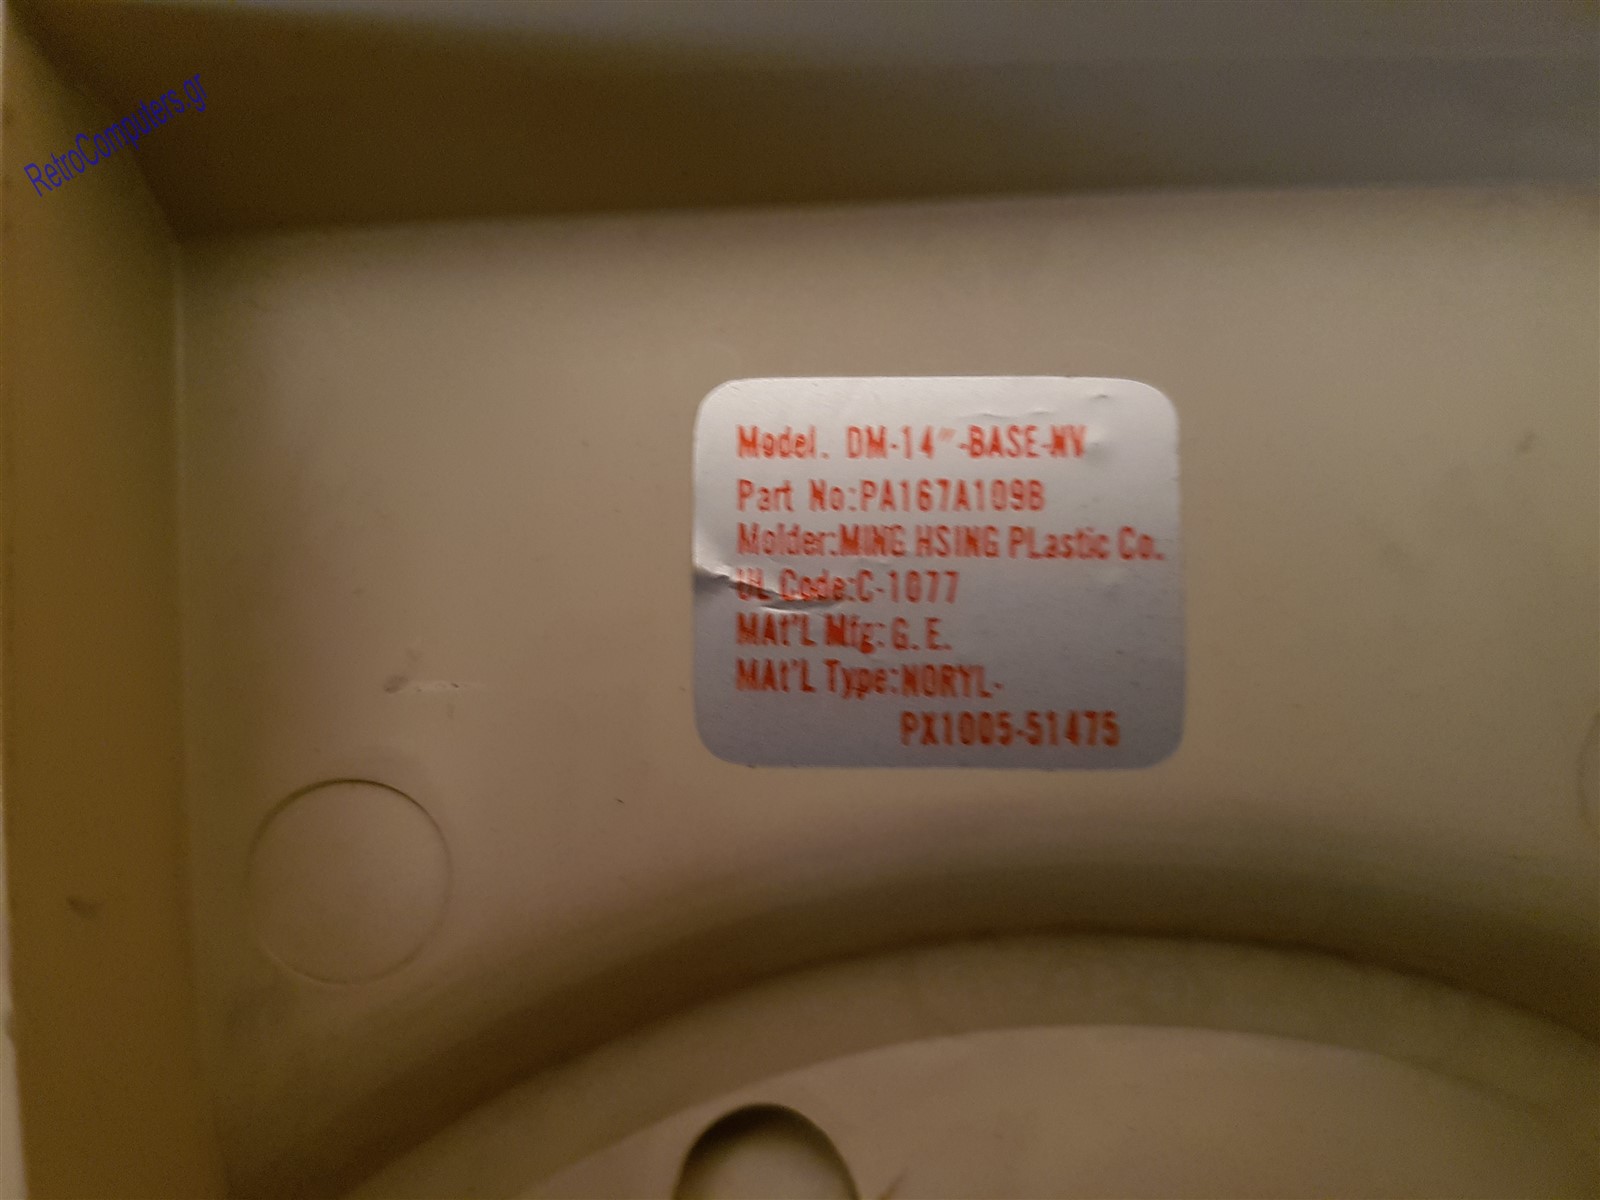 RetroComputers.gr
Model. DM-14"-BASE-NV
Part No:PA167A109B
Molder:MING HSING PLastic Co.
UL Code:C-1077
MAt'L Mfg:G.E.
MAt'L Type:NORYL-
PX1005-51475